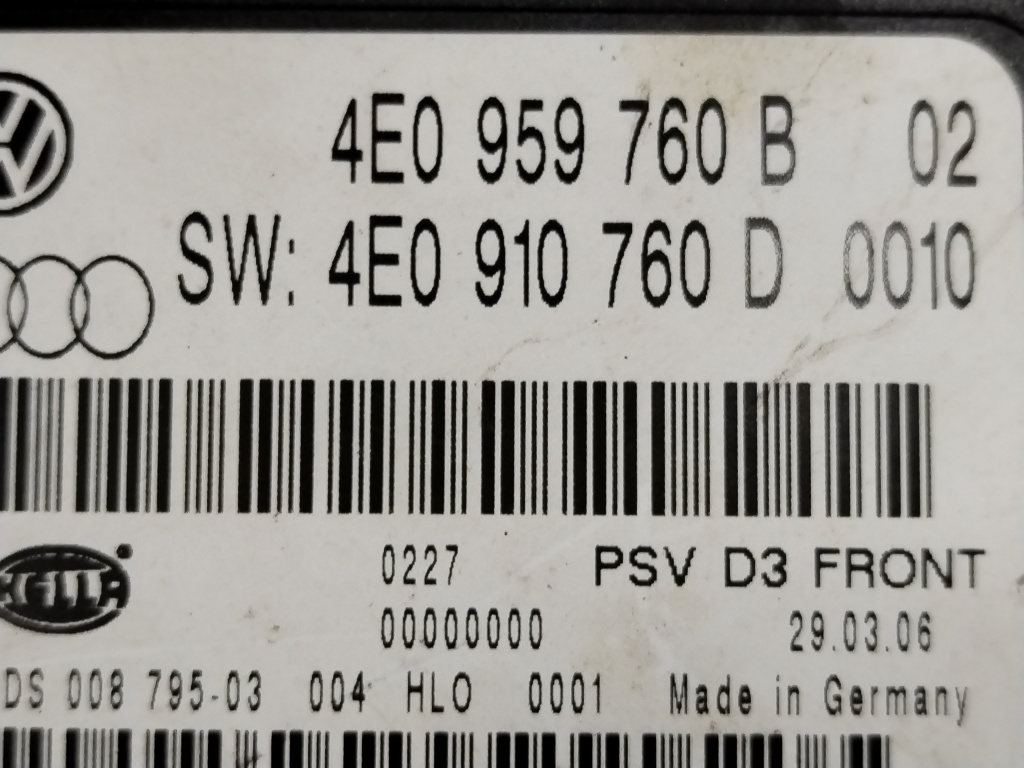 4E0 959 760 B 02
SW: 4E0 910 760 D 0010
HELLA
0227 PSV D3 FRONT
00000000 29.03.06
DS 008 795-03 004 HLO 0001 Made in Germany